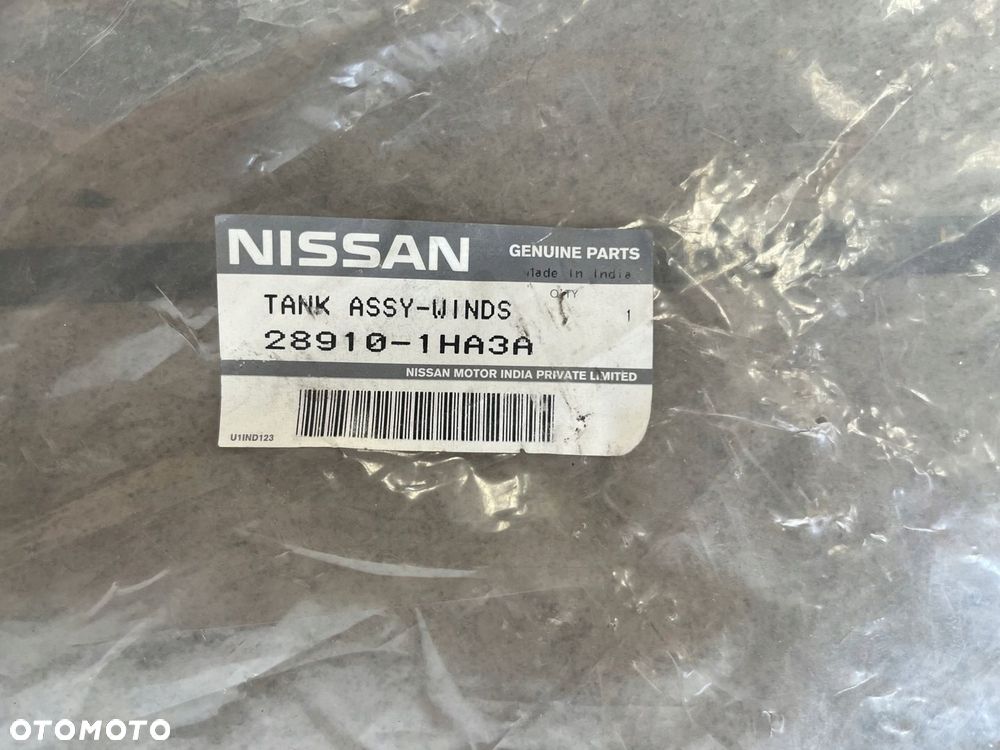 NISSAN
GENUINE PARTS
Made In India
Q'TY
TANK ASSY-WINDS
1
28910-1HA3A
NISSAN MOTOR INDIA PRIVATE LIMITED
U1IND123
OTOMOTO